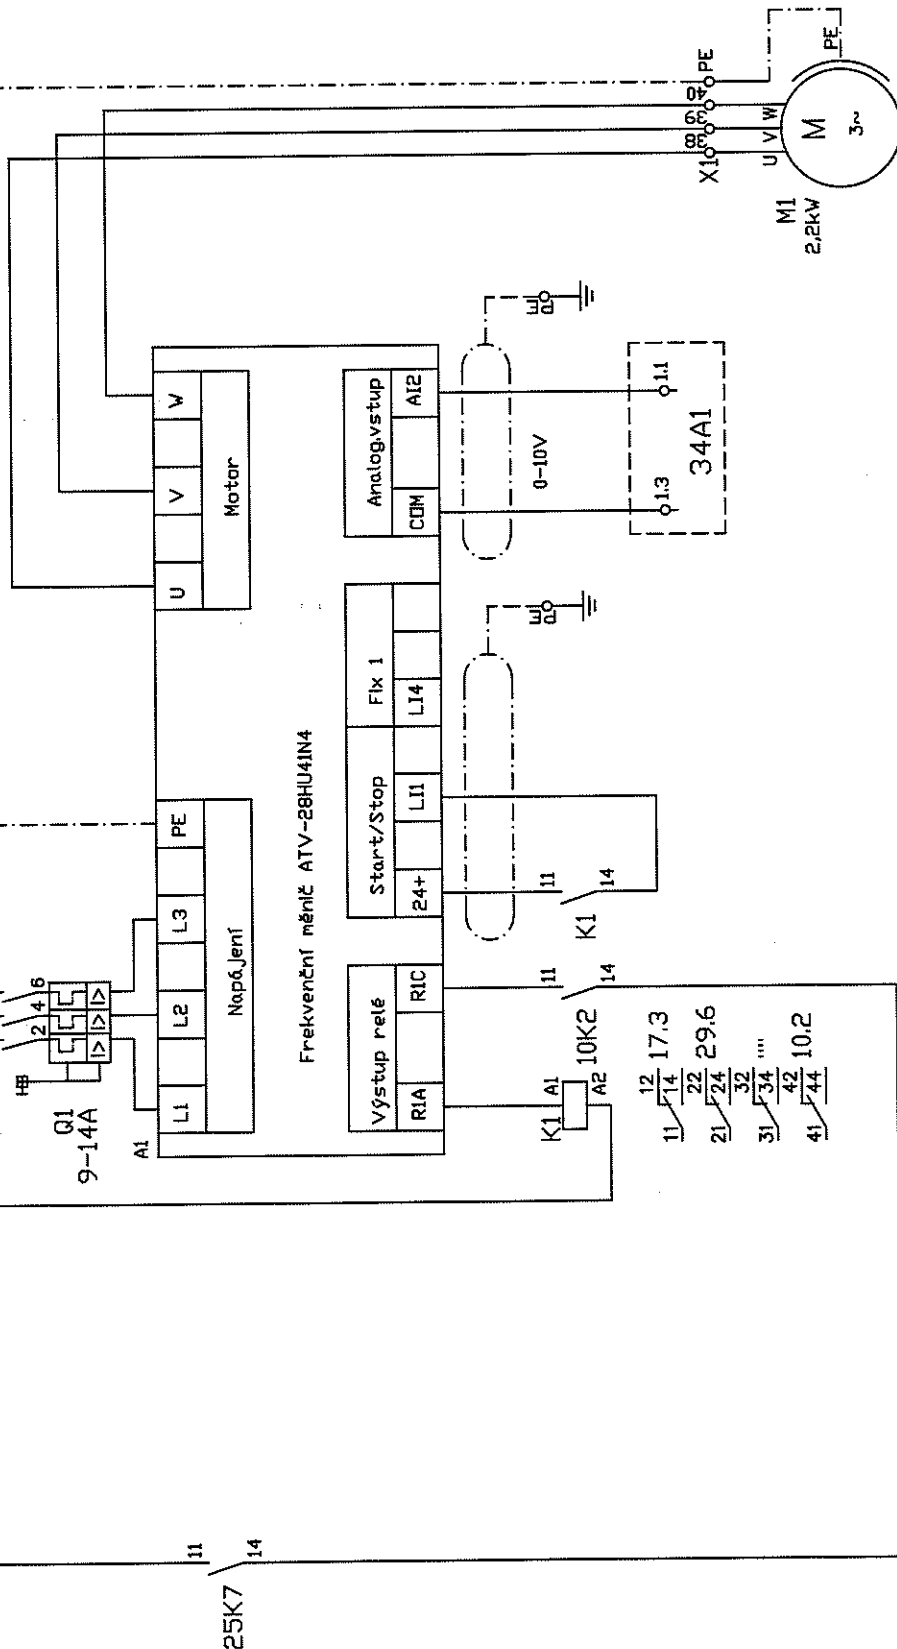 PE
PE
40
39
38
X1
W
V
U
M
3~
M1
2,2kW
U
V
W
Motor
COM
AI2
Analog.vstup
PE
0-10V
1.3
1.1
34A1
Fix 1
LI4
Start/Stop
24+
LI1
PE
11
14
K1
Frekvenční měnič ATV-28HU41N4
L1
L2
L3
PE
Napájení
A1
2
4
6
I>
I>
I>
Q1
9-14A
Výstup relé
R1A
R1C
11
14
10K2
K1
A1
A2
11
12
14
17.3
21
22
24
29.6
31
32
34
....
41
42
44
10.2
11
14
25K7